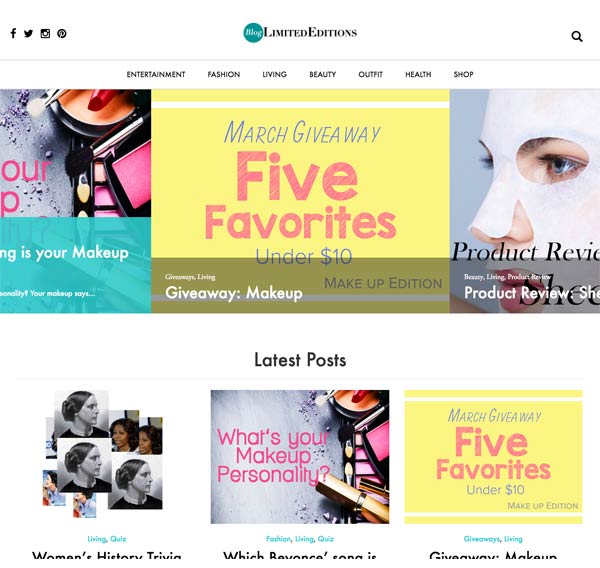 Blog LIMITEDEDITIONS
ENTERTAINMENT FASHION LIVING BEAUTY OUTFIT HEALTH SHOP
our
p
ng is your Makeup
rsonality? Your makeup says...
MARCH GIVEAWAY
Five
Favorites
Under $10
Giveaways, Living
Giveaway: Makeup
MAKE UP EDITION
Product Revie
Beauty, Living, Product Review
Product Review: She
Shee
Latest Posts
What's your
Makeup
Personality?
MARCH GIVEAWAY
Five
Favorites
Under $10
MAKE UP EDITION
Living, Quiz
Women's History Trivia
Fashion, Living, Quiz
Which Beyonce' song is
Giveaways, Living
Giveaway: Makeup